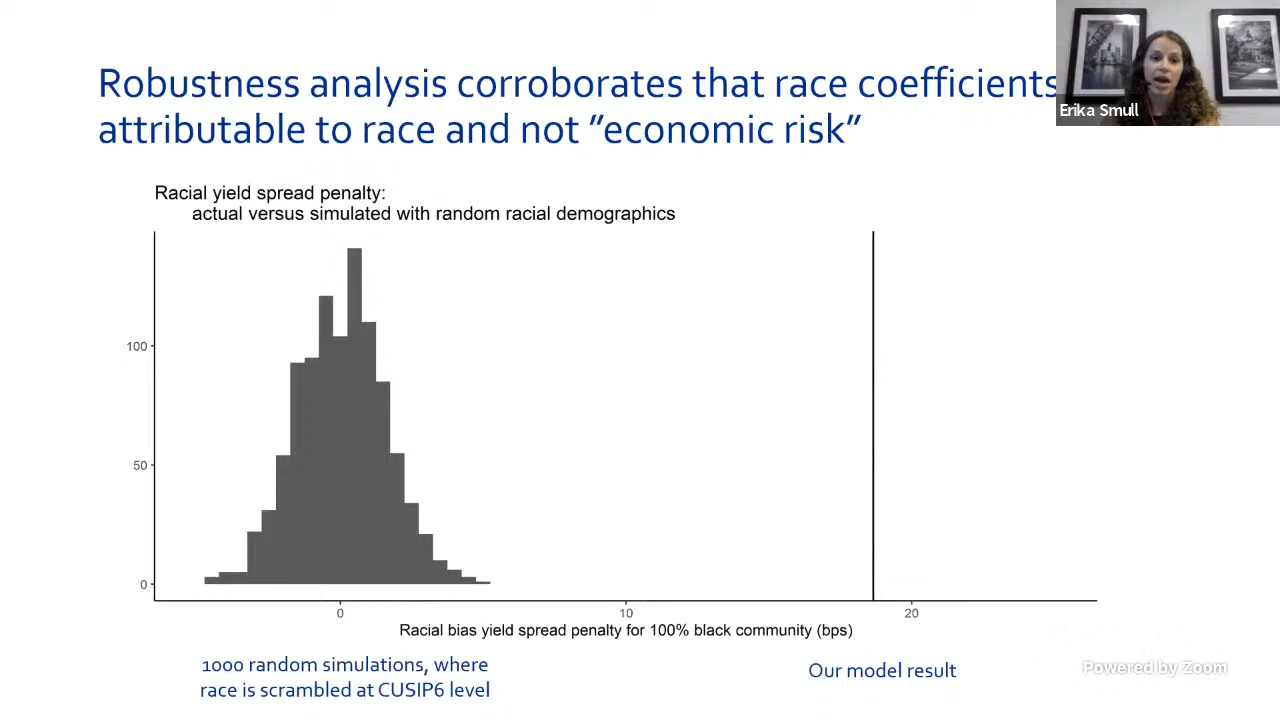 Robustness analysis corroborates that race coefficients
attributable to race and not ”economic risk”
Erika Smull
Racial yield spread penalty:
actual versus simulated with random racial demographics
100
50
0
0
10
20
Racial bias yield spread penalty for 100% black community (bps)
1000 random simulations, where
race is scrambled at CUSIP6 level
Our model result
Powered by Zoom